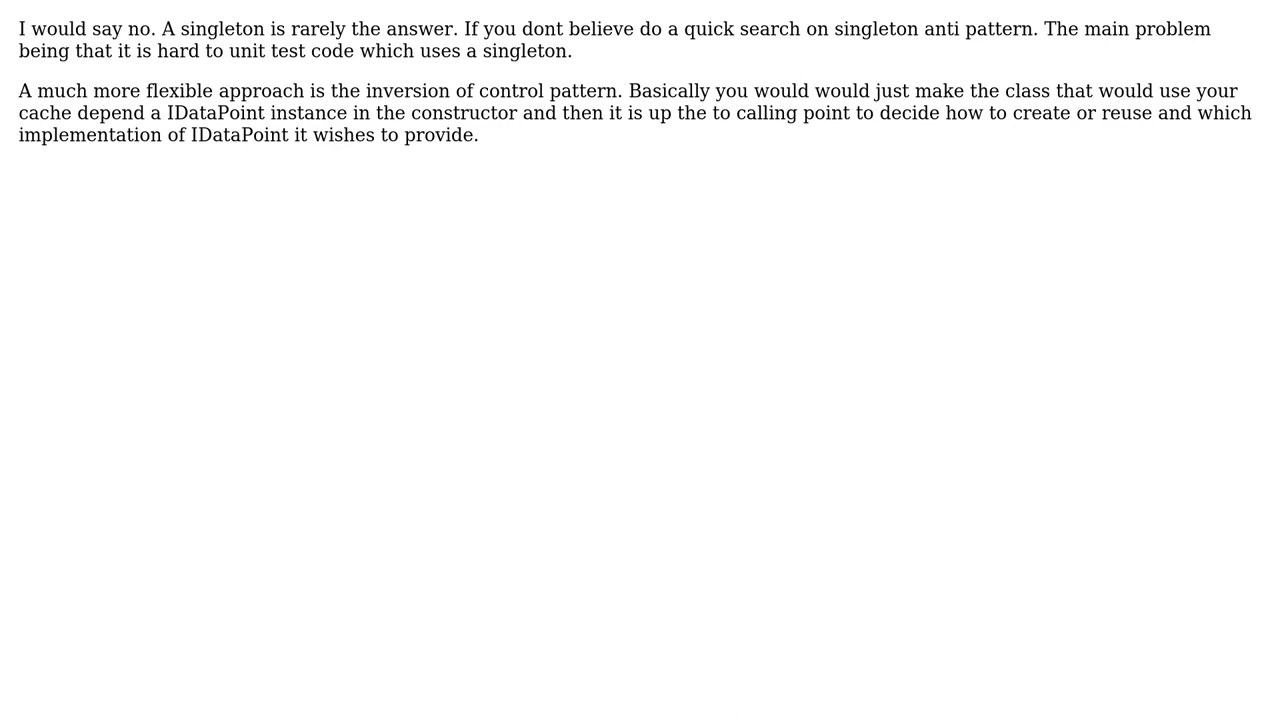 I would say no. A singleton is rarely the answer. If you dont believe do a quick search on singleton anti pattern. The main problem
being that it is hard to unit test code which uses a singleton.
A much more flexible approach is the inversion of control pattern. Basically you would would just make the class that would use your
cache depend a IDataPoint instance in the constructor and then it is up the to calling point to decide how to create or reuse and which
implementation of IDataPoint it wishes to provide.